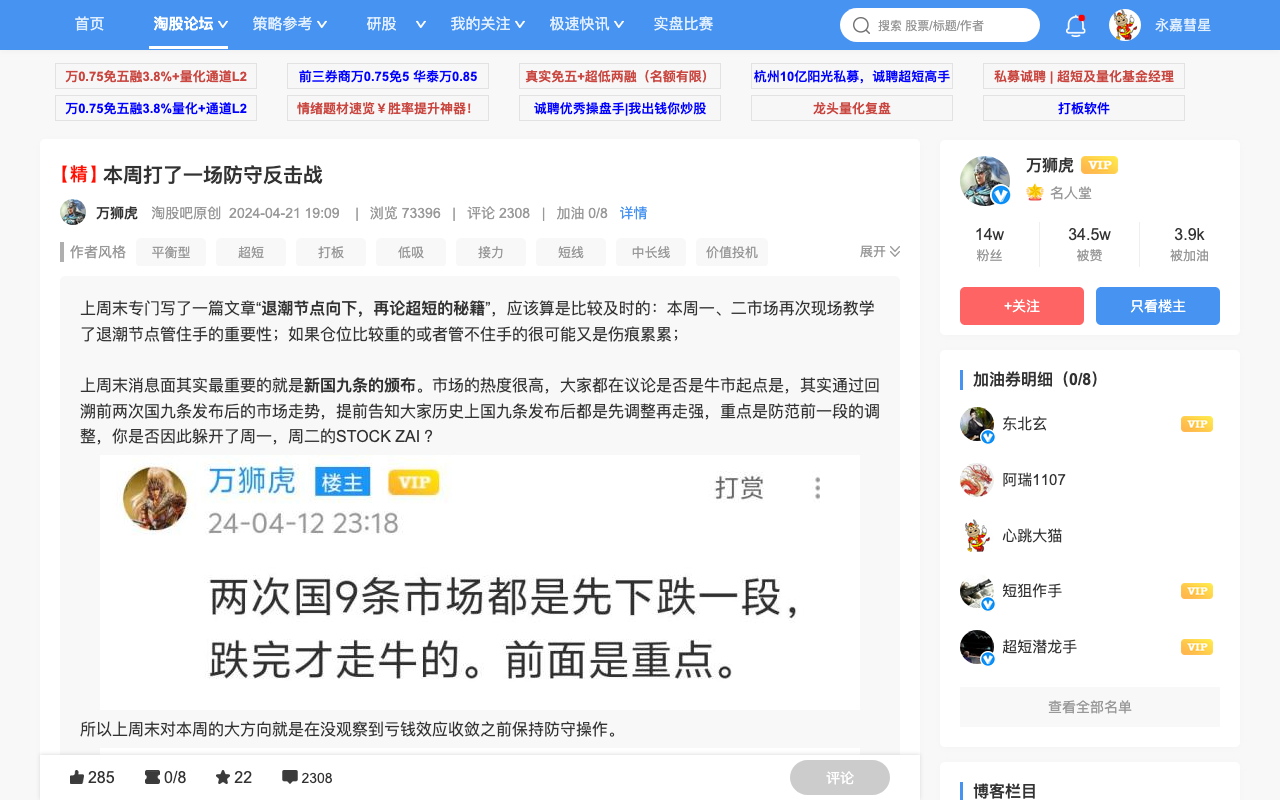 首页 淘股论坛 策略参考 研股 我的关注 极速快讯 实盘比赛 搜索 股票/标题/作者 永嘉彗星
万0.75免五融3.8%+量化通道L2 前三券商万0.75免5 华泰万0.85 真实免五+超低两融（名额有限） 杭州10亿阳光私募，诚聘超短高手 私募诚聘 | 超短及量化基金经理
万0.75免五融3.8%量化+通道L2 情绪题材速览￥胜率提升神器！ 诚聘优秀操盘手|我出钱你炒股 龙头量化复盘 打板软件
【精】本周打了一场防守反击战
万狮虎 淘股吧原创 2024-04-21 19:09 | 浏览 73396 | 评论 2308 | 加油 0/8 详情
作者风格 平衡型 超短 打板 低吸 接力 短线 中长线 价值投机 展开
上周末专门写了一篇文章“退潮节点向下，再论超短的秘籍”，应该算是比较及时的：本周一、二市场再次现场教学
了退潮节点管住手的重要性；如果仓位比较重的或者管不住手的很可能又是伤痕累累；
上周末消息面其实最重要的就是新国九条的颁布。市场的热度很高，大家都在议论是否是牛市起点是，其实通过回
溯前两次国九条发布后的市场走势，提前告知大家历史上国九条发布后都是先调整再走强，重点是防范前一段的调
整，你是否因此躲开了周一，周二的STOCK ZAI？
万狮虎 楼主 VIP 打赏
24-04-12 23:18
两次国9条市场都是先下跌一段，
跌完才走牛的。前面是重点。
所以上周末对本周的大方向就是在没观察到亏钱效应收敛之前保持防守操作。
285 0/8 22 2308 评论
万狮虎 VIP
名人堂
14w 34.5w 3.9k
粉丝 被赞 被加油
+关注 只看楼主
加油券明细（0/8）
东北玄 VIP
阿瑞1107
心跳大猫
短狙作手 VIP
超短潜龙手 VIP
查看全部名单
博客栏目